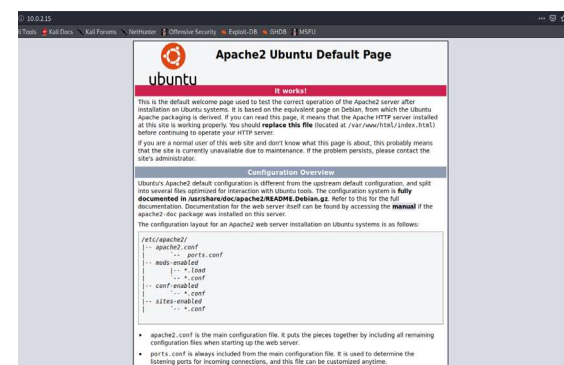 10.0.2.15
li Tools Kali Docs Kali Forums NetHunter Offensive Security Exploit-DB GHDB MSFU
Apache2 Ubuntu Default Page
ubuntu
It works!
This is the default welcome page used to test the correct operation of the Apache2 server after
installation on Ubuntu systems. It is based on the equivalent page on Debian, from which the Ubuntu
Apache packaging is derived. If you can read this page, it means that the Apache HTTP server installed
at this site is working properly. You should replace this file (located at /var/www/html/index.html)
before continuing to operate your HTTP server.
If you are a normal user of this web site and don't know what this page is about, this probably means
that the site is currently unavailable due to maintenance. If the problem persists, please contact the
site's administrator.
Configuration Overview
Ubuntu's Apache2 default configuration is different from the upstream default configuration, and split
into several files optimized for interaction with Ubuntu tools. The configuration system is fully
documented in /usr/share/doc/apache2/README.Debian.gz. Refer to this for the full
documentation. Documentation for the web server itself can be found by accessing the manual if the
apache2-doc package was installed on this server.
The configuration layout for an Apache2 web server installation on Ubuntu systems is as follows:
/etc/apache2/
|-- apache2.conf
|   `-- ports.conf
|-- mods-enabled
|   |-- *.load
|   `-- *.conf
|-- conf-enabled
|   `-- *.conf
|-- sites-enabled
|   `-- *.conf
• apache2.conf is the main configuration file. It puts the pieces together by including all remaining
configuration files when starting up the web server.
• ports.conf is always included from the main configuration file. It is used to determine the
listening ports for incoming connections, and this file can be customized anytime.